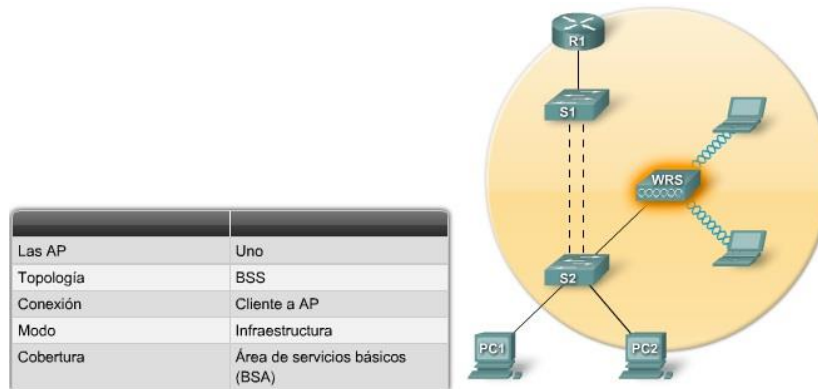 Las AP Uno
Topología BSS
Conexión Cliente a AP
Modo Infraestructura
Cobertura Área de servicios básicos
(BSA)
R1
S1
WRS
S2
PC1 PC2